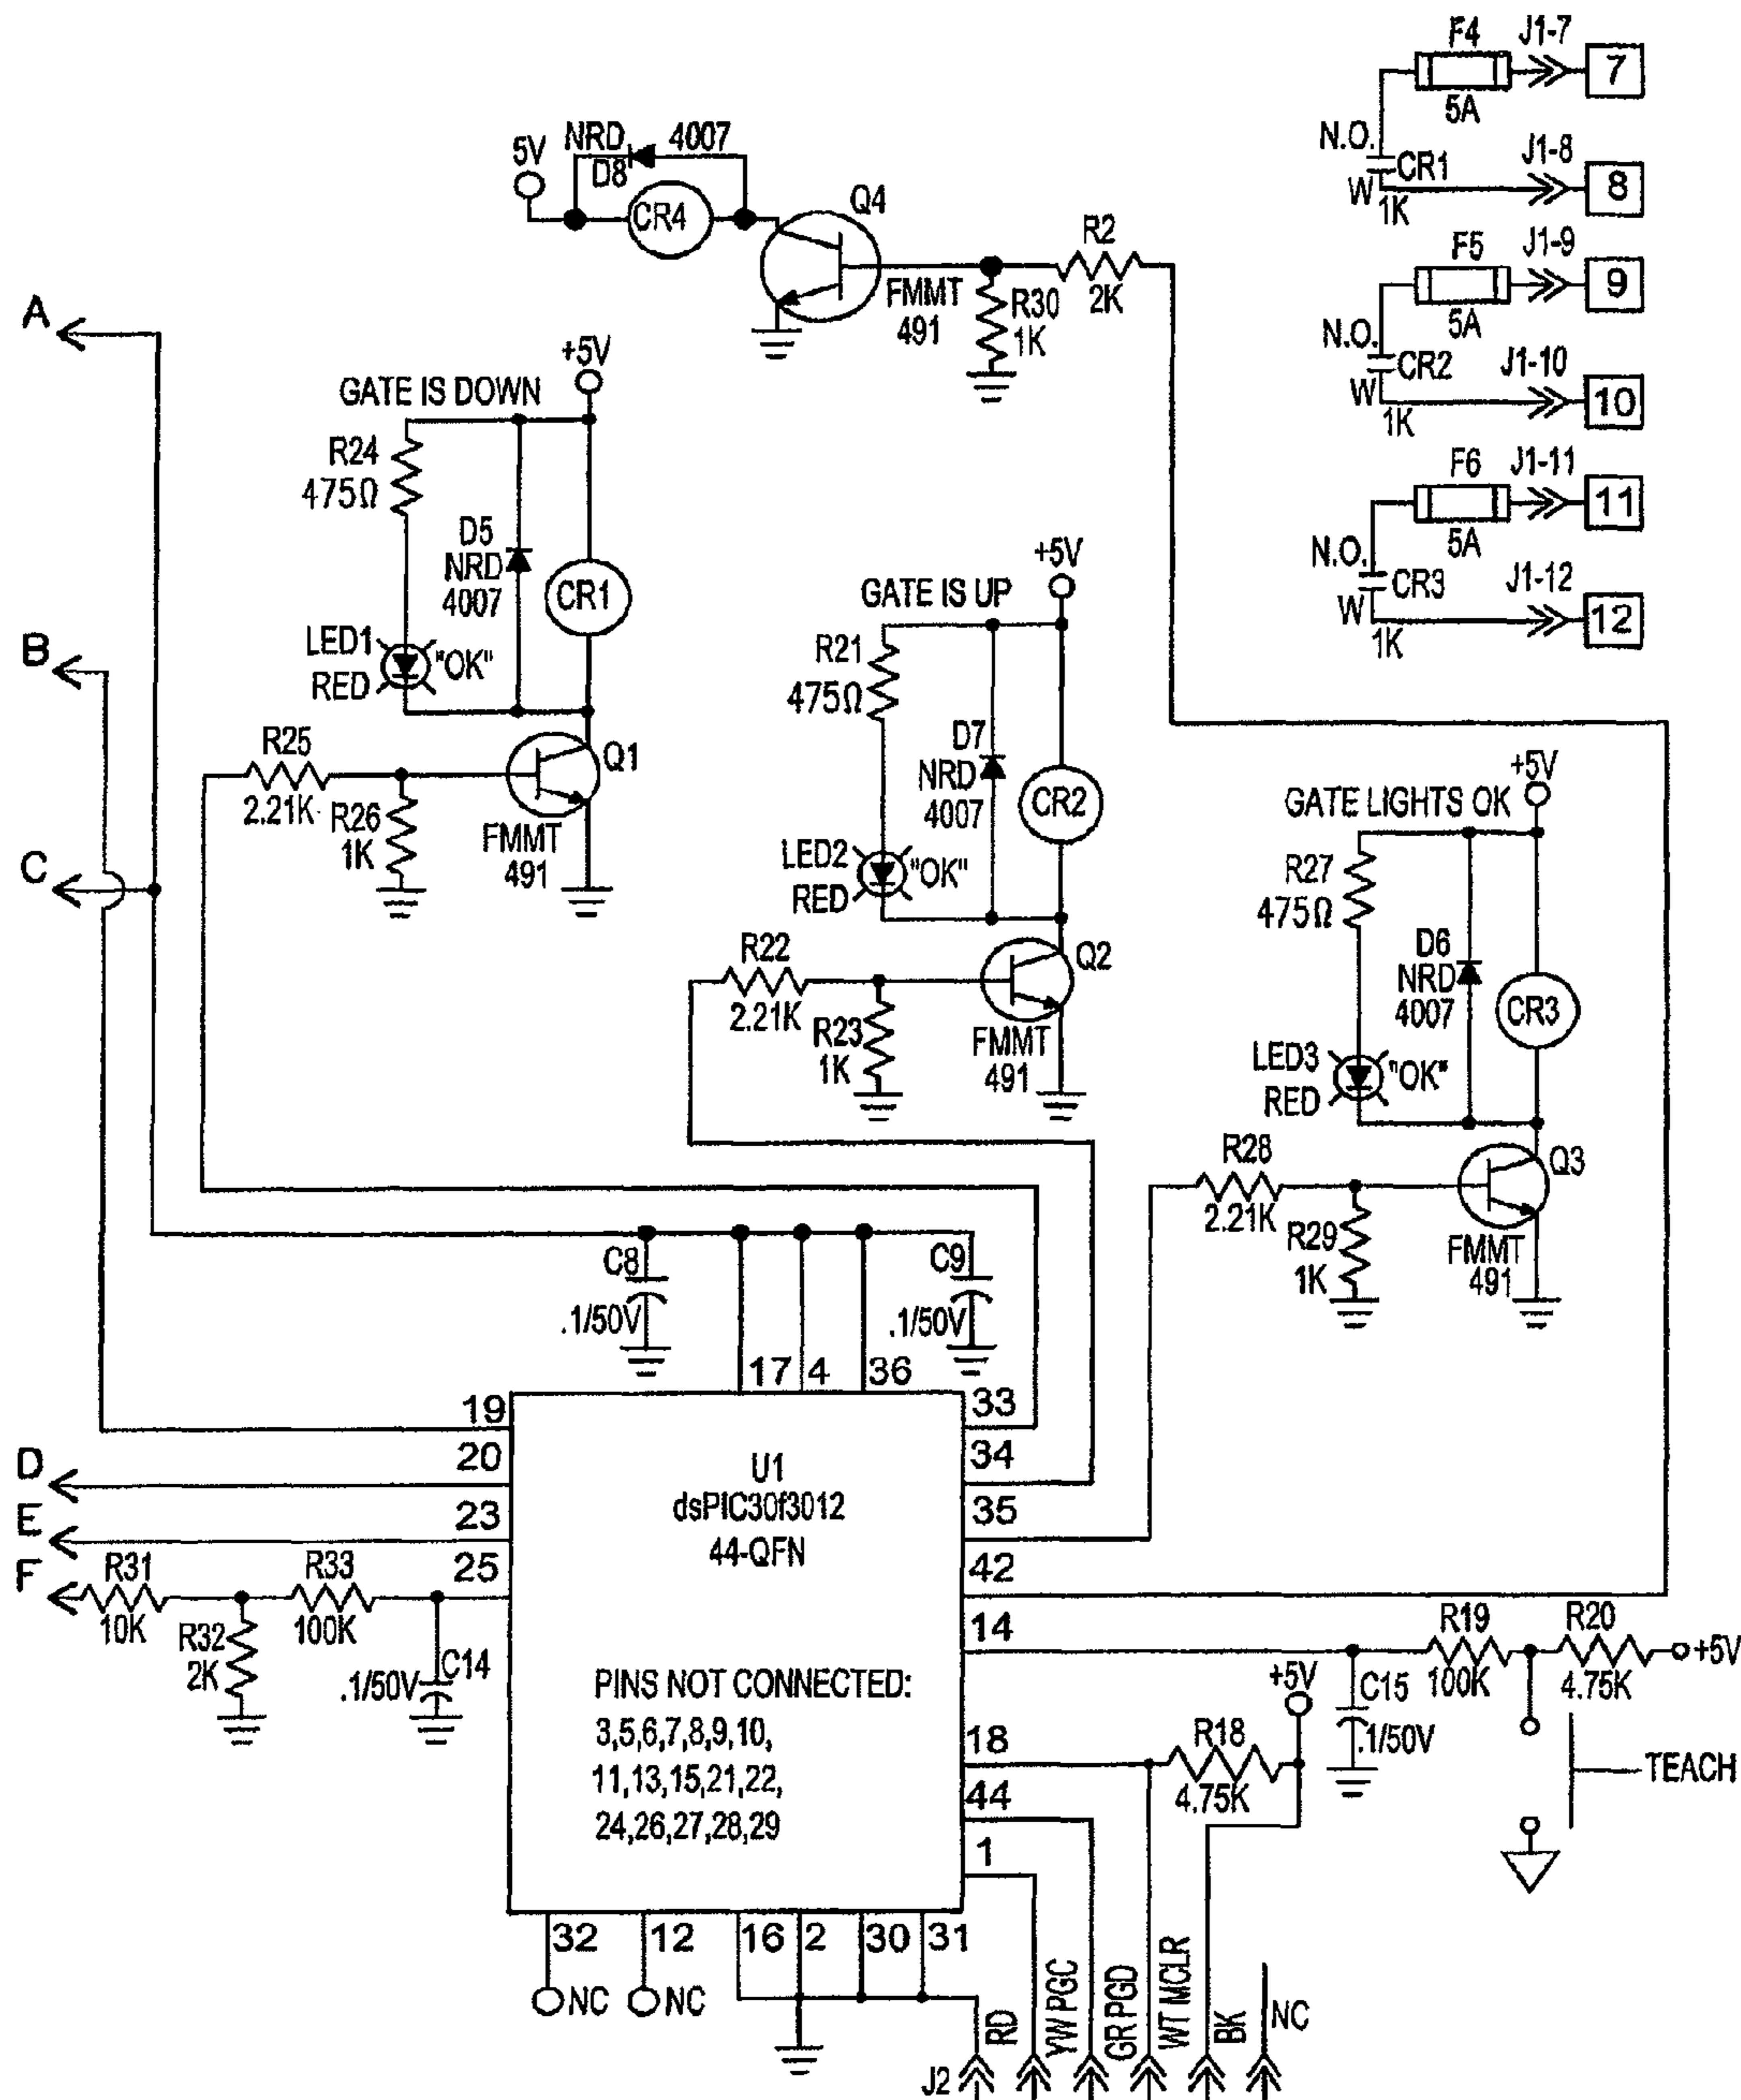 F4 J1-7
7
5A
N.O.
CR1
J1-8
8
W
1K
F5 J1-9
9
5A
N.O.
CR2
J1-10
10
W
1K
F6 J1-11
11
5A
N.O.
CR3
J1-12
12
W
1K
5V
NRD 4007
D8
CR4
Q4
FMMT
491
R30
1K
R2
2K
A
B
C
GATE IS DOWN
+5V
R24
475Ω
D5
NRD
4007
CR1
LED1
RED
"OK"
R25
2.21K
R26
1K
Q1
FMMT
491
GATE IS UP
+5V
R21
475Ω
D7
NRD
4007
CR2
LED2
RED
"OK"
R22
2.21K
R23
1K
Q2
FMMT
491
GATE LIGHTS OK
+5V
R27
475Ω
D6
NRD
4007
CR3
LED3
RED
"OK"
R28
2.21K
R29
1K
Q3
FMMT
491
C8
.1/50V
C9
.1/50V
17 4 36
19
20
23
25
33
34
35
42
14
18
44
1
U1
dsPIC30f3012
44-QFN
PINS NOT CONNECTED:
3,5,6,7,8,9,10,
11,13,15,21,22,
24,26,27,28,29
D
E
F
R31
10K
R32
2K
R33
100K
C14
.1/50V
R19
100K
R20
4.75K
+5V
C15
.1/50V
+5V
R18
4.75K
TEACH
32 12 16 2 30 31
NC NC
J2
RD
YW PGC
GR PGD
WT MCLR
BK
NC